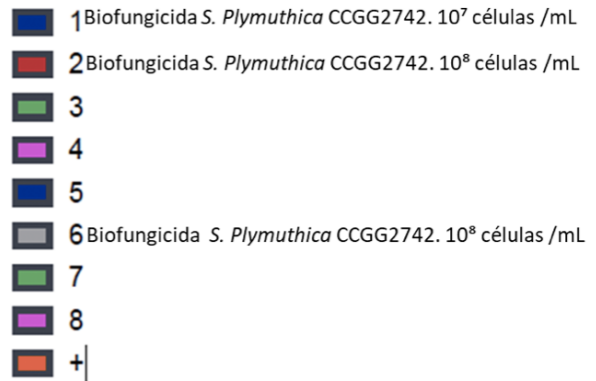 1 Biofungicida S. Plymuthica CCGG2742. 10⁷ células /mL
2 Biofungicida S. Plymuthica CCGG2742. 10⁸ células /mL
3
4
5
6 Biofungicida S. Plymuthica CCGG2742. 10⁸ células /mL
7
8
+